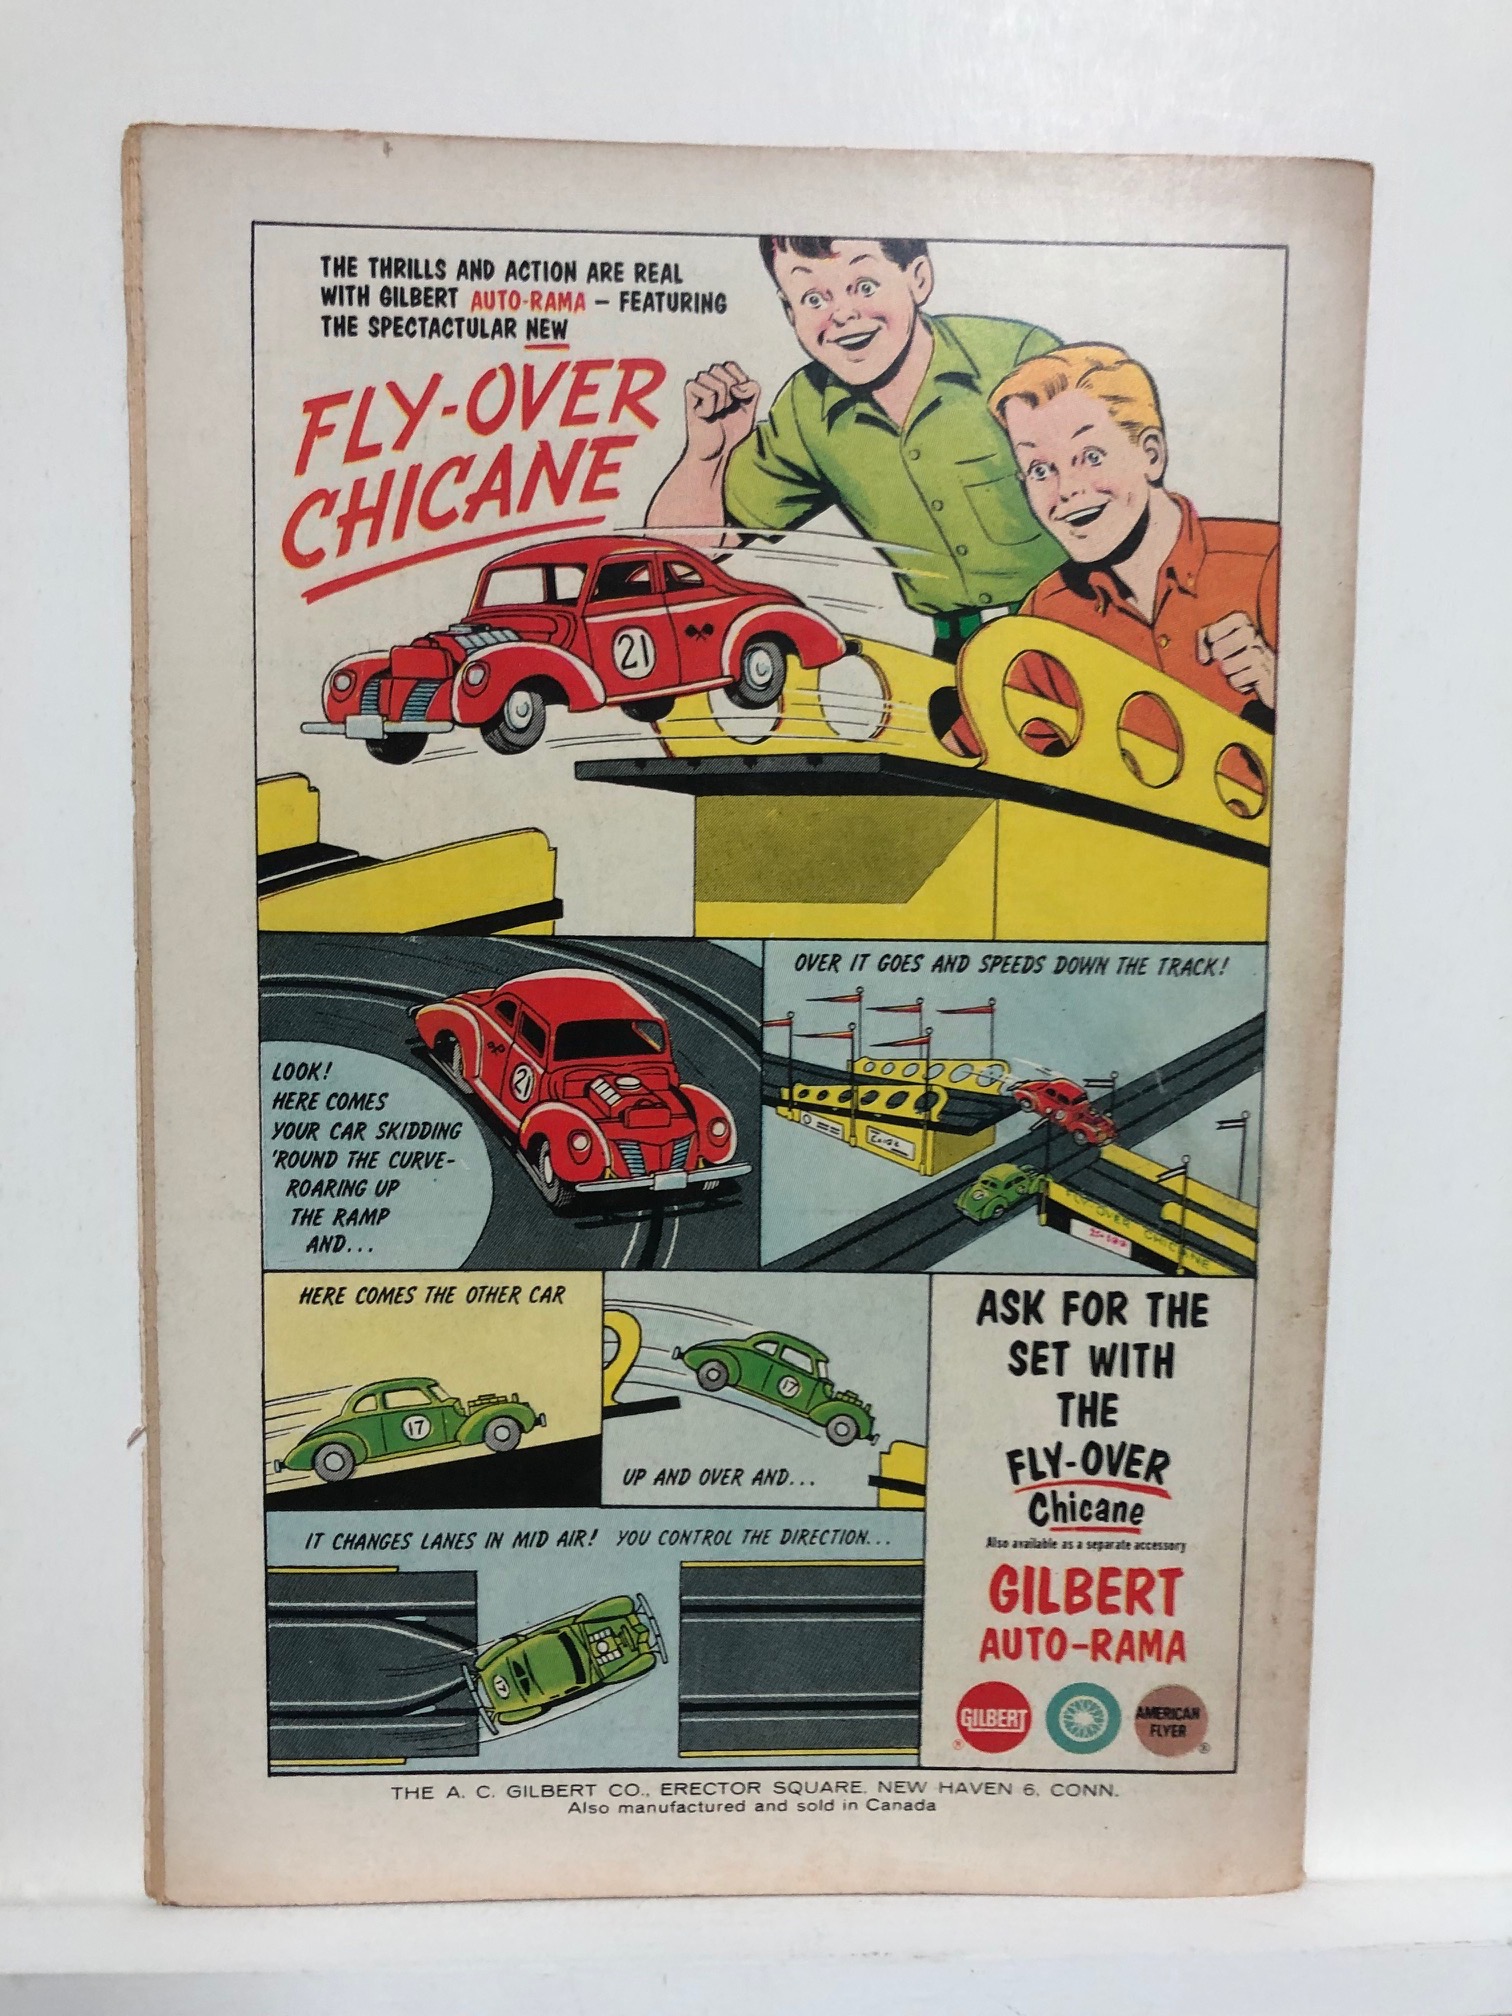 THE THRILLS AND ACTION ARE REAL
WITH GILBERT AUTO-RAMA – FEATURING
THE SPECTACTULAR NEW
FLY-OVER
CHICANE
21
LOOK!
HERE COMES
YOUR CAR SKIDDING
'ROUND THE CURVE-
ROARING UP
THE RAMP
AND...
21
OVER IT GOES AND SPEEDS DOWN THE TRACK!
FLY-OVER CHICANE
HERE COMES THE OTHER CAR
17
17
UP AND OVER AND...
IT CHANGES LANES IN MID AIR! YOU CONTROL THE DIRECTION...
17
ASK FOR THE
SET WITH
THE
FLY-OVER
Chicane
Also available as a separate accessory
GILBERT
AUTO-RAMA
GILBERT
®
AMERICAN
FLYER
®
THE A. C. GILBERT CO., ERECTOR SQUARE, NEW HAVEN 6, CONN.
Also manufactured and sold in Canada